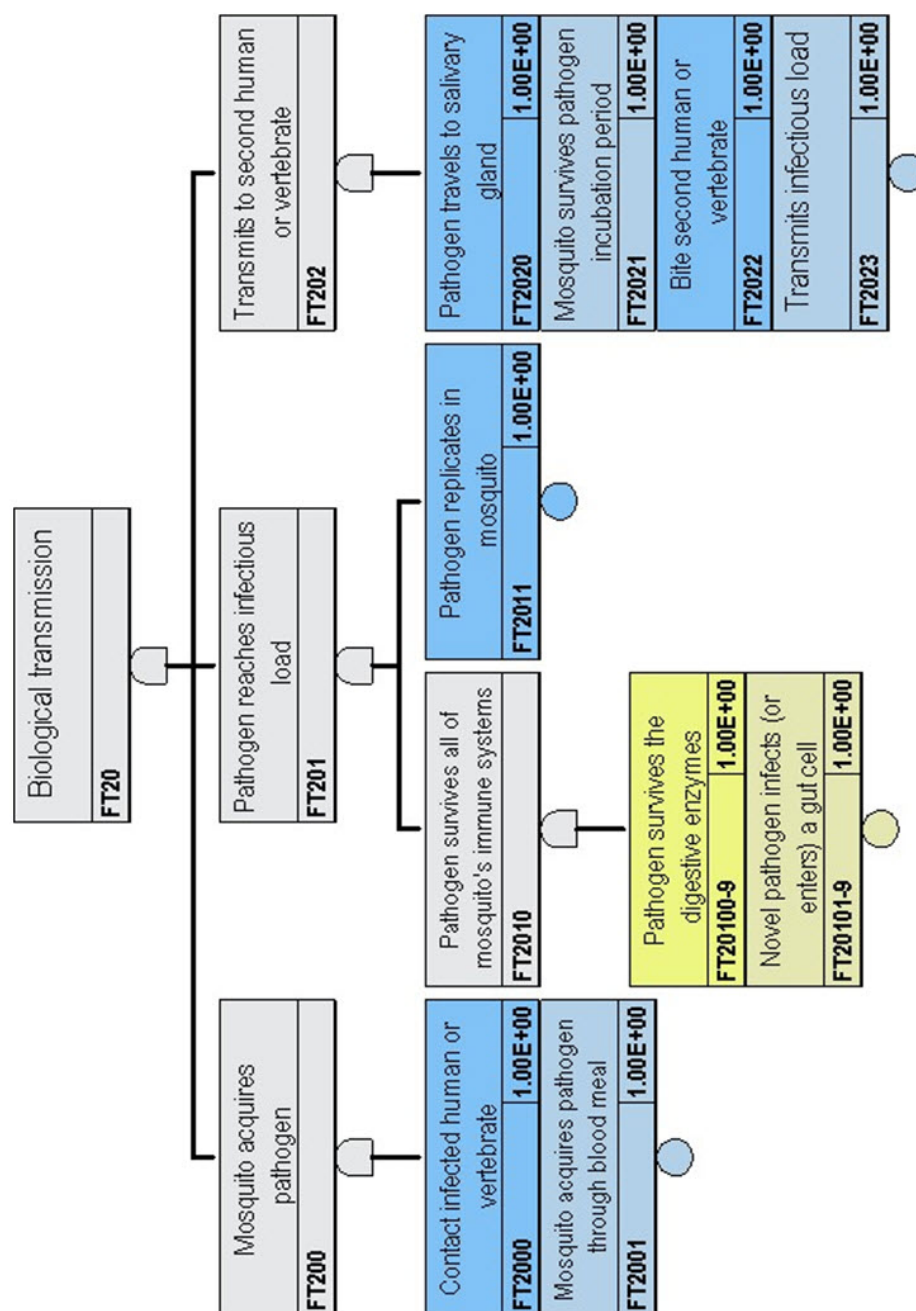 Biological transmission
FT20
Mosquito acquires
pathogen
FT200
Pathogen reaches infectious
load
FT201
Transmits to second human
or vertebrate
FT202
Contact infected human or
vertebrate
FT2000 1.00E+00
Mosquito acquires pathogen
through blood meal
FT2001 1.00E+00
Pathogen survives all of
mosquito's immune systems
FT2010
Pathogen replicates in
mosquito
FT2011 1.00E+00
Pathogen travels to salivary
gland
FT2020 1.00E+00
Mosquito survives pathogen
incubation period
FT2021 1.00E+00
Bite second human or
vertebrate
FT2022 1.00E+00
Transmits infectious load
FT2023 1.00E+00
Pathogen survives the
digestive enzymes
FT20100-9 1.00E+00
Novel pathogen infects (or
enters) a gut cell
FT20101-9 1.00E+00